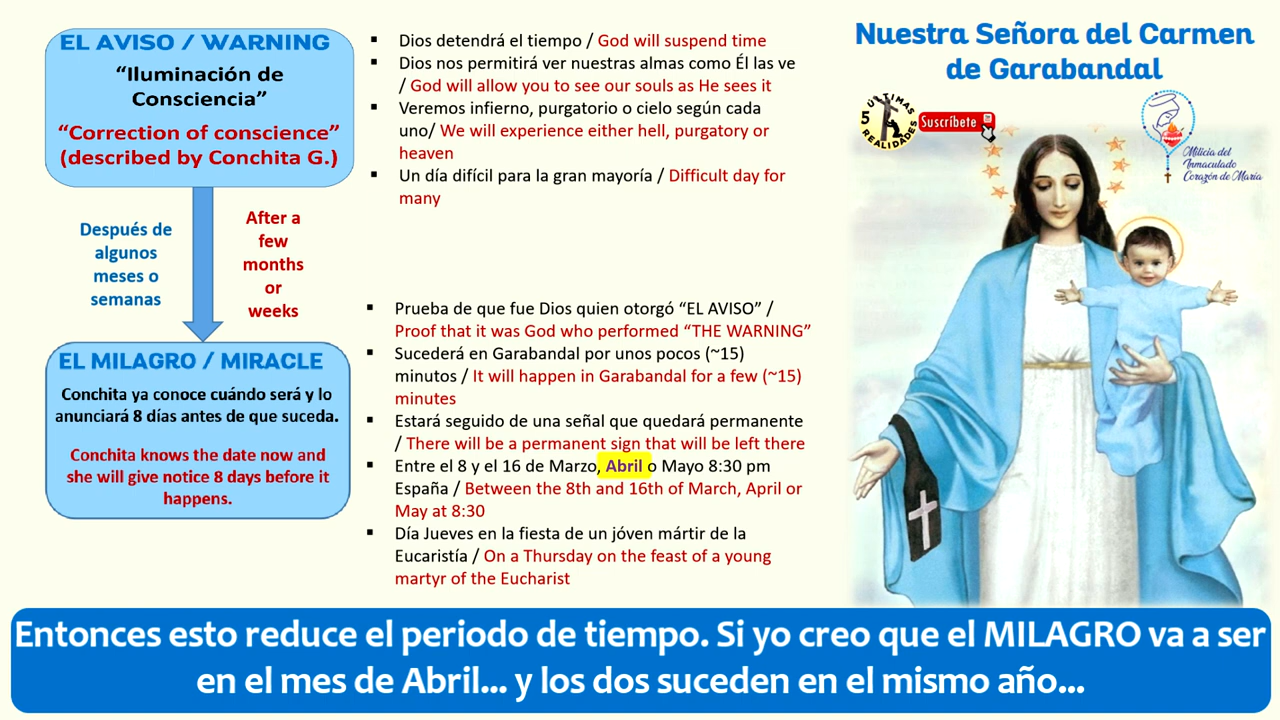 EL AVISO / WARNING
“Iluminación de
Consciencia”
“Correction of conscience”
(described by Conchita G.)
Después de
algunos
meses o
semanas
After a
few
months
or
weeks
EL MILAGRO / MIRACLE
Conchita ya conoce cuándo será y lo
anunciará 8 días antes de que suceda.
Conchita knows the date now and
she will give notice 8 days before it
happens.
▪ Dios detendrá el tiempo / God will suspend time
▪ Dios nos permitirá ver nuestras almas como Él las ve
/ God will allow you to see our souls as He sees it
▪ Veremos infierno, purgatorio o cielo según cada
uno/ We will experience either hell, purgatory or
heaven
▪ Un día difícil para la gran mayoría / Difficult day for
many
▪ Prueba de que fue Dios quien otorgó “EL AVISO” /
Proof that it was God who performed “THE WARNING”
▪ Sucederá en Garabandal por unos pocos (~15)
minutos / It will happen in Garabandal for a few (~15)
minutes
▪ Estará seguido de una señal que quedará permanente
/ There will be a permanent sign that will be left there
▪ Entre el 8 y el 16 de Marzo, Abril o Mayo 8:30 pm
España / Between the 8th and 16th of March, April or
May at 8:30
▪ Día Jueves en la fiesta de un jóven mártir de la
Eucaristía / On a Thursday on the feast of a young
martyr of the Eucharist
Nuestra Señora del Carmen
de Garabandal
5 ÚLTIMAS
REALIDADES
Suscríbete
Milicia del
Inmaculado
Corazón de María
Entonces esto reduce el periodo de tiempo. Si yo creo que el MILAGRO va a ser
en el mes de Abril... y los dos suceden en el mismo año...